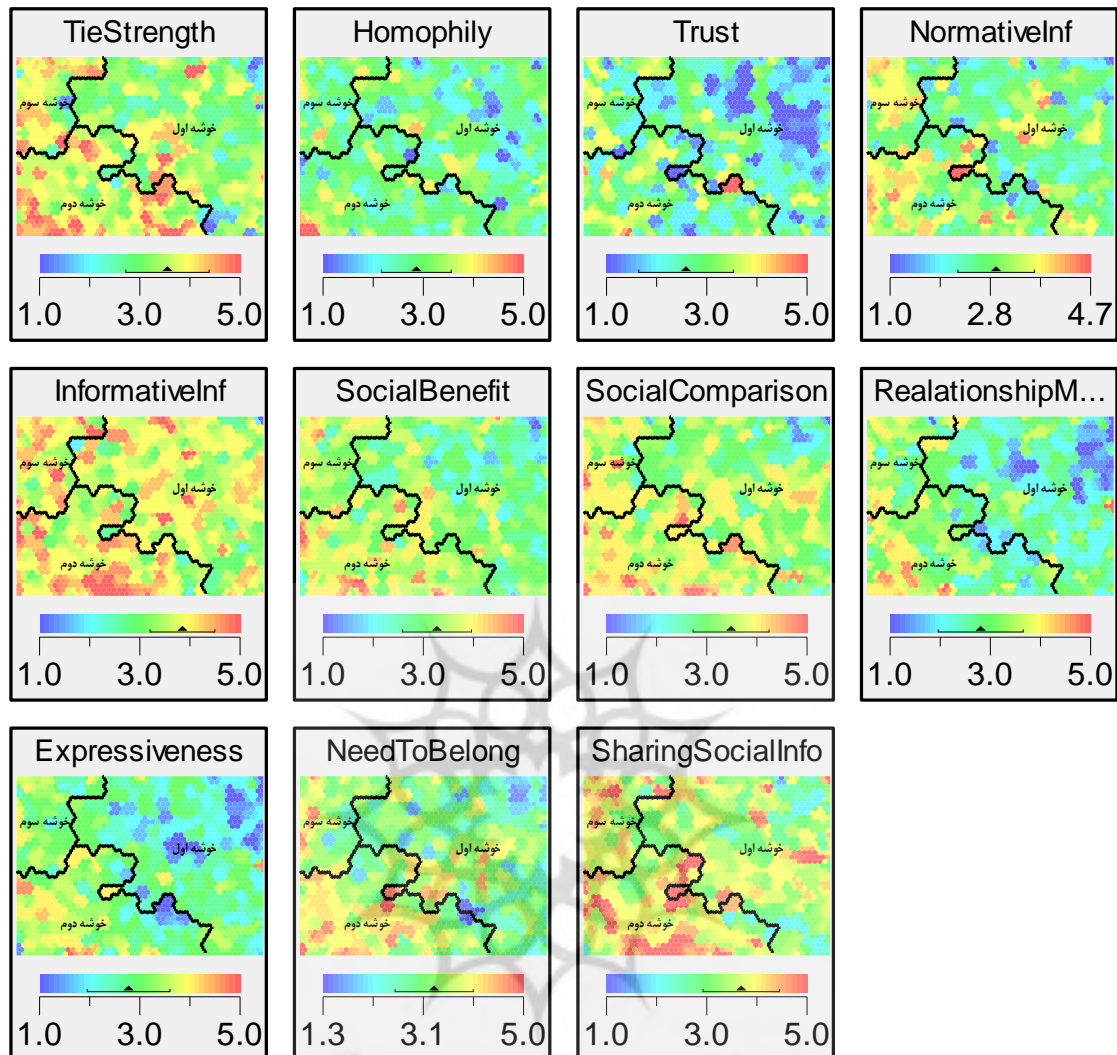 TieStrength
خوشه سوم
خوشه اول
خوشه دوم
1.0 3.0 5.0
Homophily
خوشه سوم
خوشه اول
خوشه دوم
1.0 3.0 5.0
Trust
خوشه سوم
خوشه اول
خوشه دوم
1.0 3.0 5.0
NormativeInf
خوشه سوم
خوشه اول
خوشه دوم
1.0 2.8 4.7
InformativeInf
خوشه سوم
خوشه اول
خوشه دوم
1.0 3.0 5.0
SocialBenefit
خوشه سوم
خوشه اول
خوشه دوم
1.0 3.0 5.0
SocialComparison
خوشه سوم
خوشه اول
خوشه دوم
1.0 3.0 5.0
RealationshipM...
خوشه سوم
خوشه اول
خوشه دوم
1.0 3.0 5.0
Expressiveness
خوشه سوم
خوشه اول
خوشه دوم
1.0 3.0 5.0
NeedToBelong
خوشه سوم
خوشه اول
خوشه دوم
1.3 3.1 5.0
SharingSocialInfo
خوشه سوم
خوشه اول
خوشه دوم
1.0 3.0 5.0